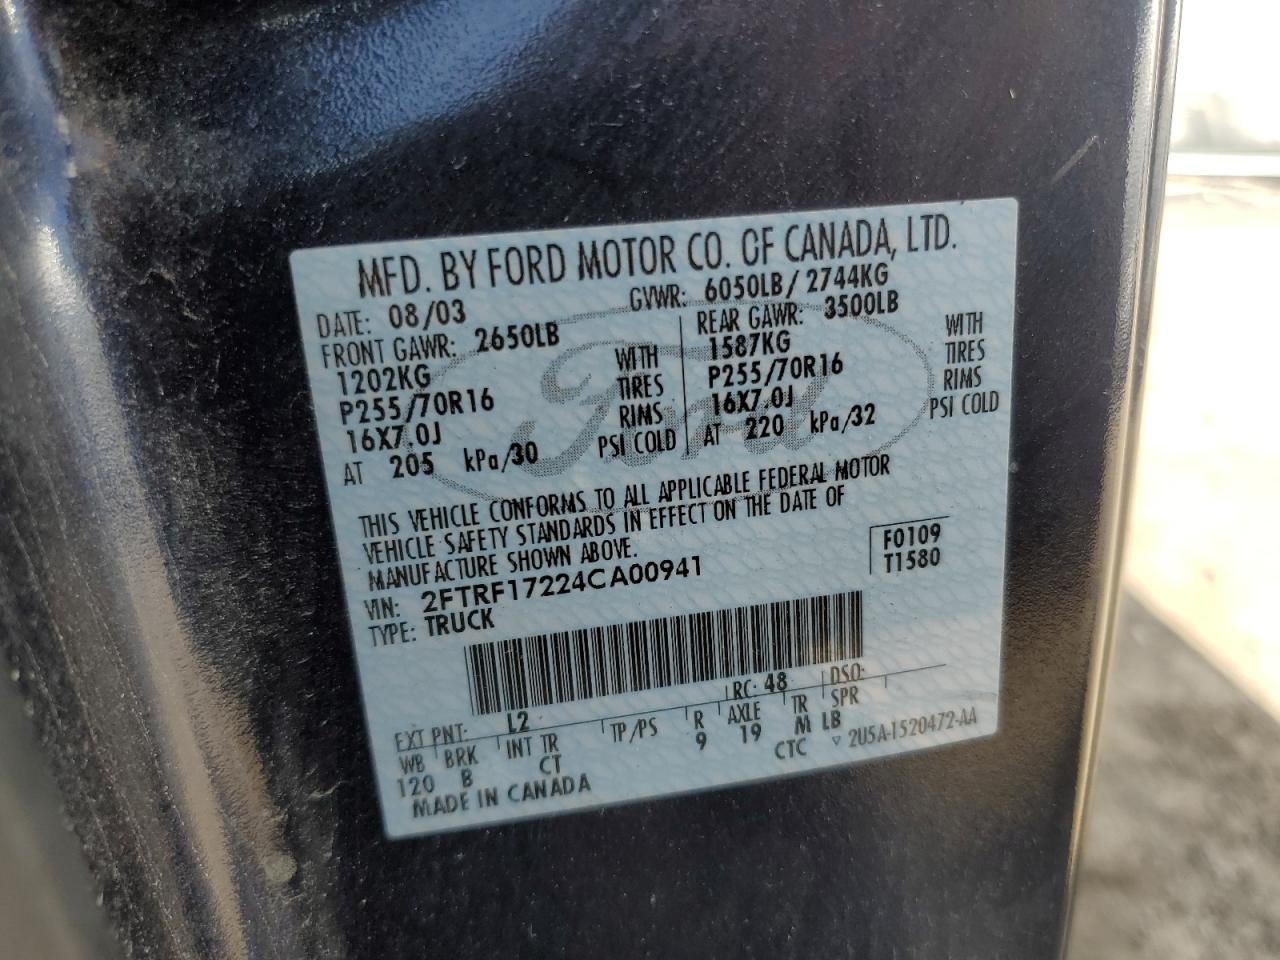 MFD. BY FORD MOTOR CO. OF CANADA, LTD.
DATE: 08/03 GVWR: 6050LB/2744KG
FRONT GAWR: 2650LB REAR GAWR: 3500LB
1202KG WITH 1587KG WITH
P255/70R16 TIRES P255/70R16 TIRES
16X7.0J RIMS 16X7.0J RIMS
AT 205 kPa/30 PSI COLD AT 220 kPa/32 PSI COLD
Ford
THIS VEHICLE CONFORMS TO ALL APPLICABLE FEDERAL MOTOR
VEHICLE SAFETY STANDARDS IN EFFECT ON THE DATE OF
MANUFACTURE SHOWN ABOVE.
F0109
T1580
VIN: 2FTRF17224CA00941
TYPE: TRUCK
EXT PNT: L2 RC: 48 DSO:
WB BRK INT TR TP/PS R AXLE TR SPR
120 B CT 9 19 M LB
MADE IN CANADA CTC ▽ 2U5A-1520472-AA